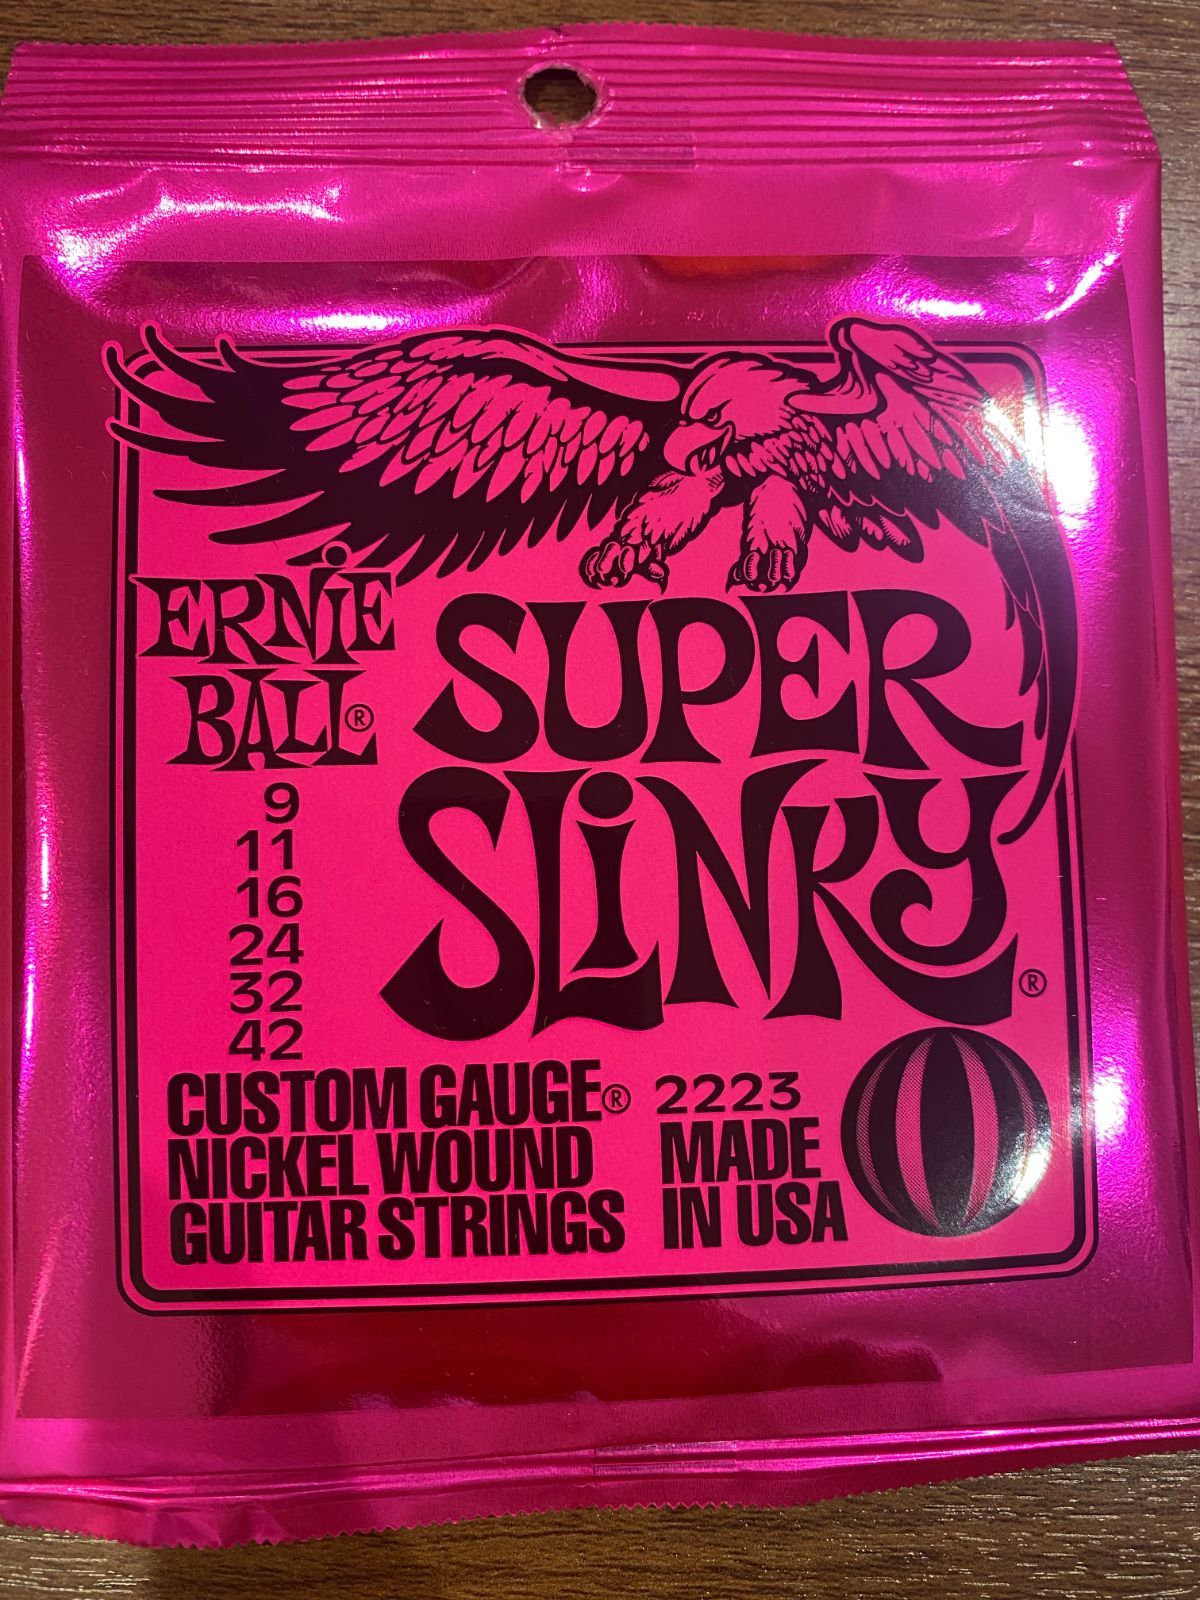 ERNiE
BALL®
SUPER
SLiNKY®
9
11
16
24
32
42
CUSTOM GAUGE®
NICKEL WOUND
GUITAR STRINGS
2223
MADE
IN USA